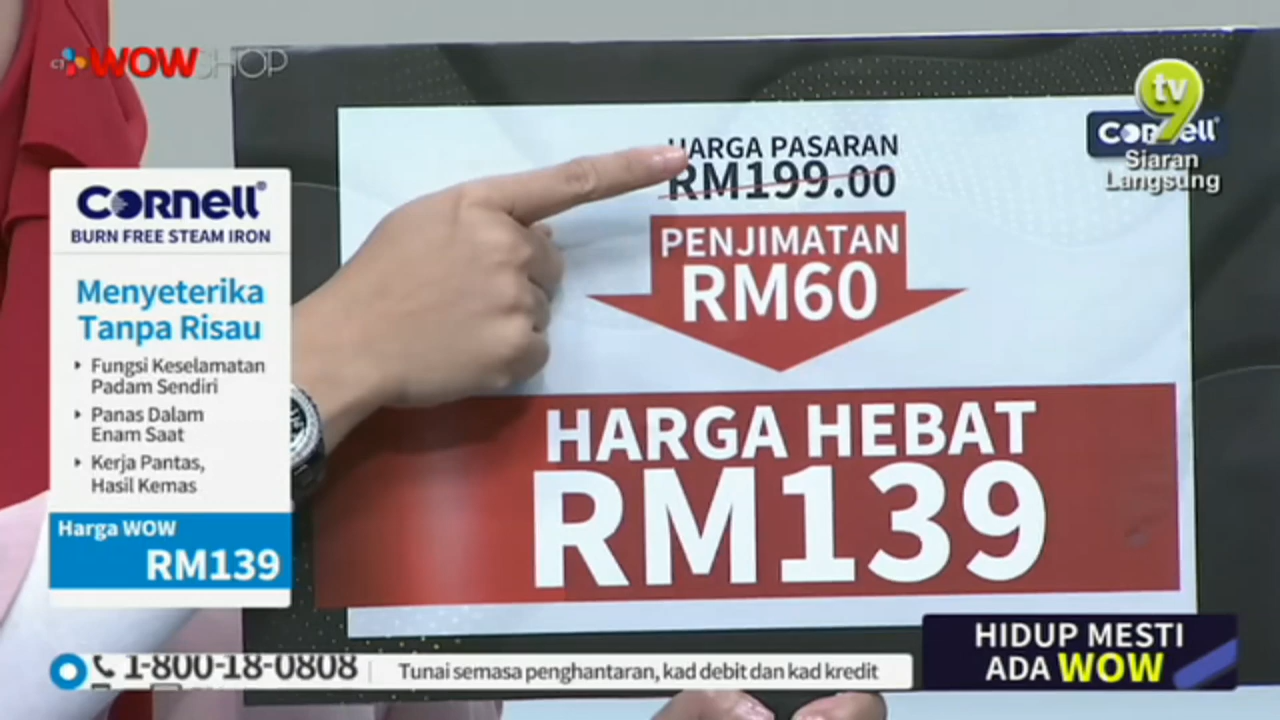 CJ WOWSHOP
tv9
Cornell
Siaran
Langsung
Cornell®
BURN FREE STEAM IRON
Menyeterika
Tanpa Risau
Fungsi Keselamatan
Padam Sendiri
Panas Dalam
Enam Saat
Kerja Pantas,
Hasil Kemas
Harga WOW
RM139
HARGA PASARAN
RM199.00
PENJIMATAN
RM60
HARGA HEBAT
RM139
1-800-18-0808
Tunai semasa penghantaran, kad debit dan kad kredit
HIDUP MESTI
ADA WOW